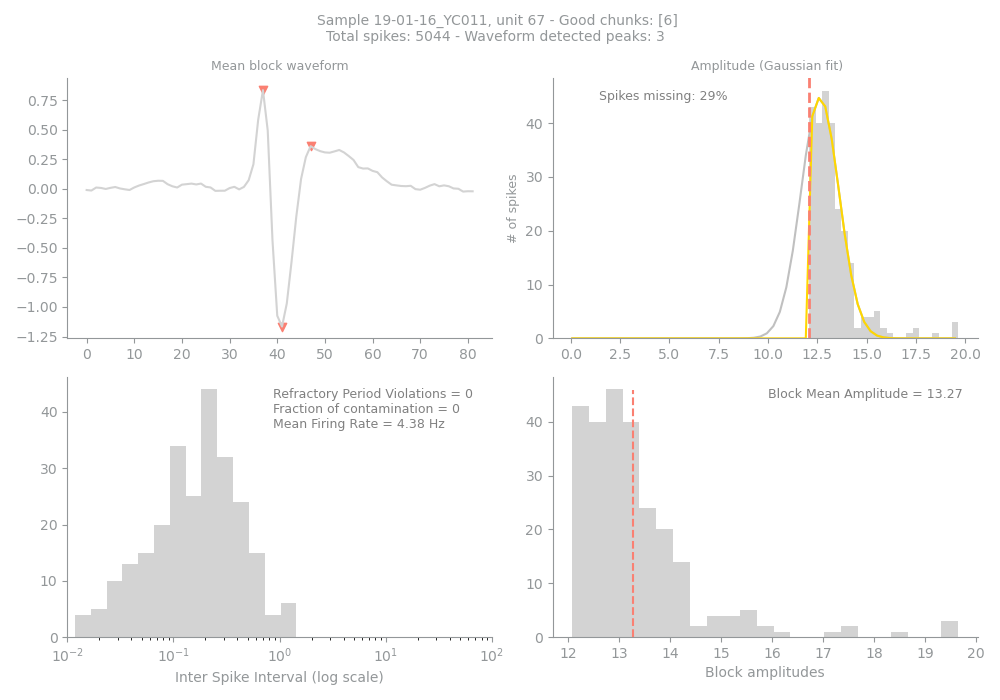 Sample 19-01-16_YC011, unit 67 - Good chunks: [6]
Total spikes: 5044 - Waveform detected peaks: 3
Mean block waveform
0.75
0.50
0.25
0.00
−0.25
−0.50
−0.75
−1.00
−1.25
0 10 20 30 40 50 60 70 80
Amplitude (Gaussian fit)
Spikes missing: 29%
# of spikes
40
30
20
10
0
0.0 2.5 5.0 7.5 10.0 12.5 15.0 17.5 20.0
Refractory Period Violations = 0
Fraction of contamination = 0
Mean Firing Rate = 4.38 Hz
40
30
20
10
0
10⁻² 10⁻¹ 10⁰ 10¹ 10²
Inter Spike Interval (log scale)
Block Mean Amplitude = 13.27
40
30
20
10
0
12 13 14 15 16 17 18 19 20
Block amplitudes